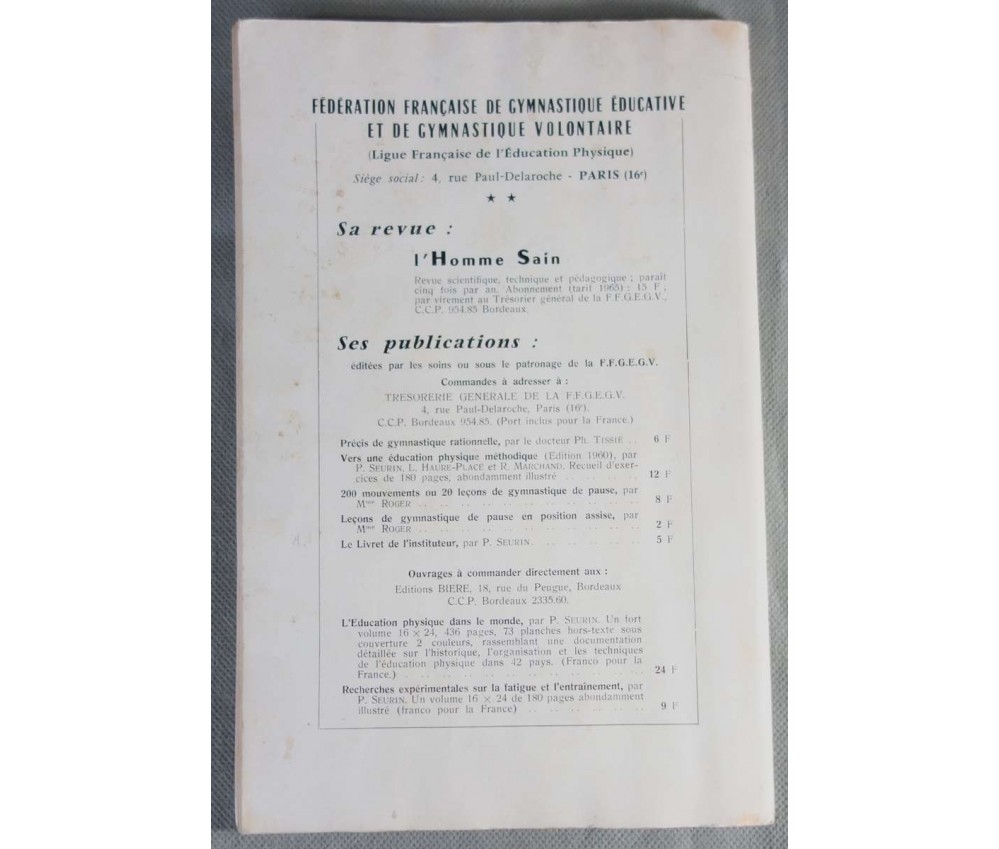 FÉDÉRATION FRANÇAISE DE GYMNASTIQUE ÉDUCATIVE
ET DE GYMNASTIQUE VOLONTAIRE
(Ligue Française de l'Éducation Physique)
Siège social : 4, rue Paul-Delaroche - PARIS (16e)
★ ★
Sa revue :
l'Homme Sain
Revue scientifique, technique et pédagogique ; paraît
cinq fois par an. Abonnement (tarif 1965) : 15 F ;
par virement au Trésorier général de la F.F.G.E.G.V.,
C.C.P. 954.85 Bordeaux.
Ses publications :
éditées par les soins ou sous le patronage de la F.F.G.E.G.V.
Commandes à adresser à :
TRESORERIE GENERALE DE LA F.F.G.E.G.V.
4, rue Paul-Delaroche, Paris (16e).
C.C.P. Bordeaux 954.85. (Port inclus pour la France.)
Précis de gymnastique rationnelle, par le docteur Ph. TISSIÉ .. 6 F
Vers une éducation physique méthodique (Edition 1960), par
P. SEURIN, L. HAURE-PLACÉ et R. MARCHAND. Recueil d'exer-
cices de 180 pages, abondamment illustré .. .. .. .. .. 12 F
200 mouvements ou 20 leçons de gymnastique de pause, par
Mme ROGER .. .. .. .. .. .. .. .. .. .. .. 8 F
Leçons de gymnastique de pause en position assise, par
Mme ROGER .. .. .. .. .. .. .. .. .. .. .. 2 F
Le Livret de l'instituteur, par P. SEURIN. .. .. .. .. .. 5 F
Ouvrages à commander directement aux :
Editions BIERE, 18, rue du Peugue, Bordeaux
C.C.P. Bordeaux 2335.60.
L'Education physique dans le monde, par P. SEURIN. Un fort
volume 16 × 24, 436 pages, 73 planches hors-texte sous
couverture 2 couleurs, rassemblant une documentation
détaillée sur l'historique, l'organisation et les techniques
de l'éducation physique dans 42 pays. (Franco pour la
France.) .. .. .. .. .. .. .. .. .. .. .. .. 24 F
Recherches expérimentales sur la fatigue et l'entraînement, par
P. SEURIN. Un volume 16 × 24 de 180 pages abondamment
illustré (franco pour la France) .. .. .. .. .. .. 9 F